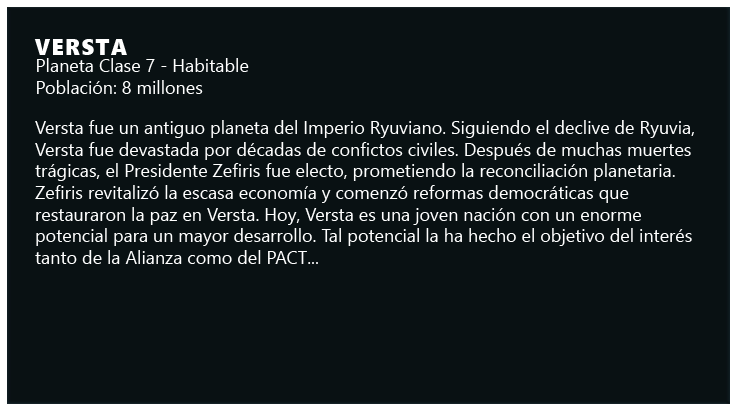 VERSTA
Planeta Clase 7 - Habitable
Población: 8 millones
Versta fue un antiguo planeta del Imperio Ryuviano. Siguiendo el declive de Ryuvia,
Versta fue devastada por décadas de confictos civiles. Después de muchas muertes
trágicas, el Presidente Zefiris fue electo, prometiendo la reconciliación planetaria.
Zefiris revitalizó la escasa economía y comenzó reformas democráticas que
restauraron la paz en Versta. Hoy, Versta es una joven nación con un enorme
potencial para un mayor desarrollo. Tal potencial la ha hecho el objetivo del interés
tanto de la Alianza como del PACT...